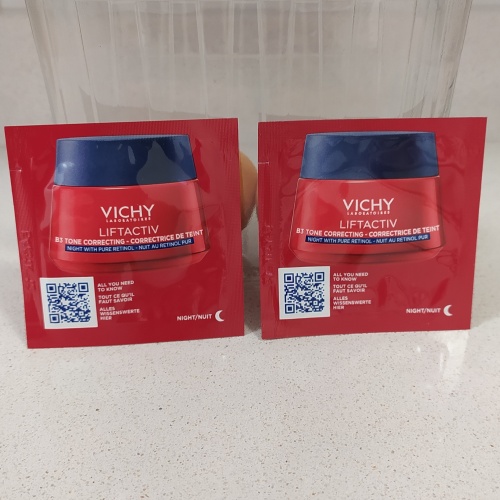 VICHY
LABORATOIRES
LIFTACTIV
B3 TONE CORRECTING - CORRECTRICE DE TEINT
NIGHT WITH PURE RETINOL - NUIT AU RETINOL PUR
ALL YOU NEED
TO KNOW
TOUT CE QU'IL
FAUT SAVOIR
ALLES
WISSENSWERTE
HIER
NIGHT/NUIT
VICHY
LABORATOIRES
LIFTACTIV
B3 TONE CORRECTING - CORRECTRICE DE TEINT
NIGHT WITH PURE RETINOL - NUIT AU RETINOL PUR
ALL YOU NEED
TO KNOW
TOUT CE QU'IL
FAUT SAVOIR
ALLES
WISSENSWERTE
HIER
NIGHT/NUIT